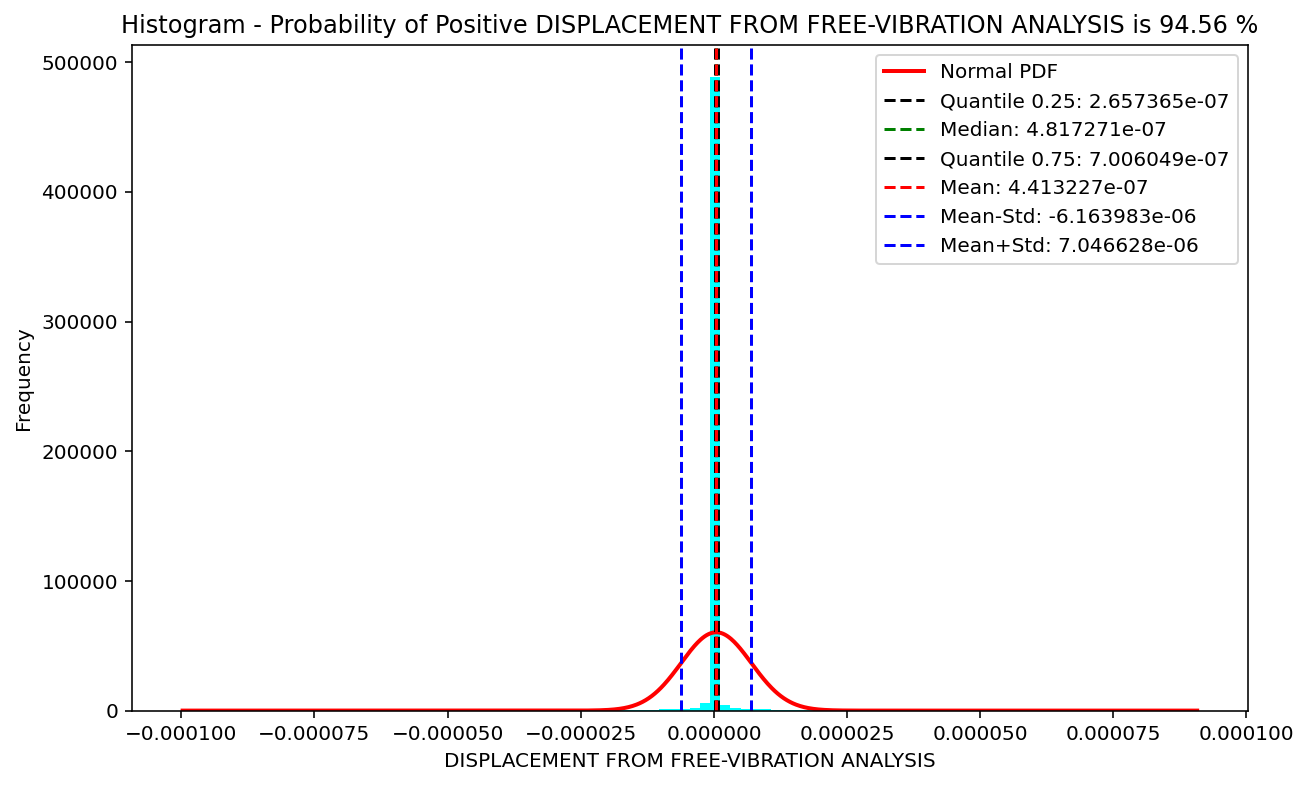 Histogram - Probability of Positive DISPLACEMENT FROM FREE-VIBRATION ANALYSIS is 94.56 %
500000
400000
300000
200000
100000
0
Frequency
Normal PDF
Quantile 0.25: 2.657365e-07
Median: 4.817271e-07
Quantile 0.75: 7.006049e-07
Mean: 4.413227e-07
Mean-Std: -6.163983e-06
Mean+Std: 7.046628e-06
−0.000100 −0.000075 −0.000050 −0.000025 0.000000 0.000025 0.000050 0.000075 0.000100
DISPLACEMENT FROM FREE-VIBRATION ANALYSIS